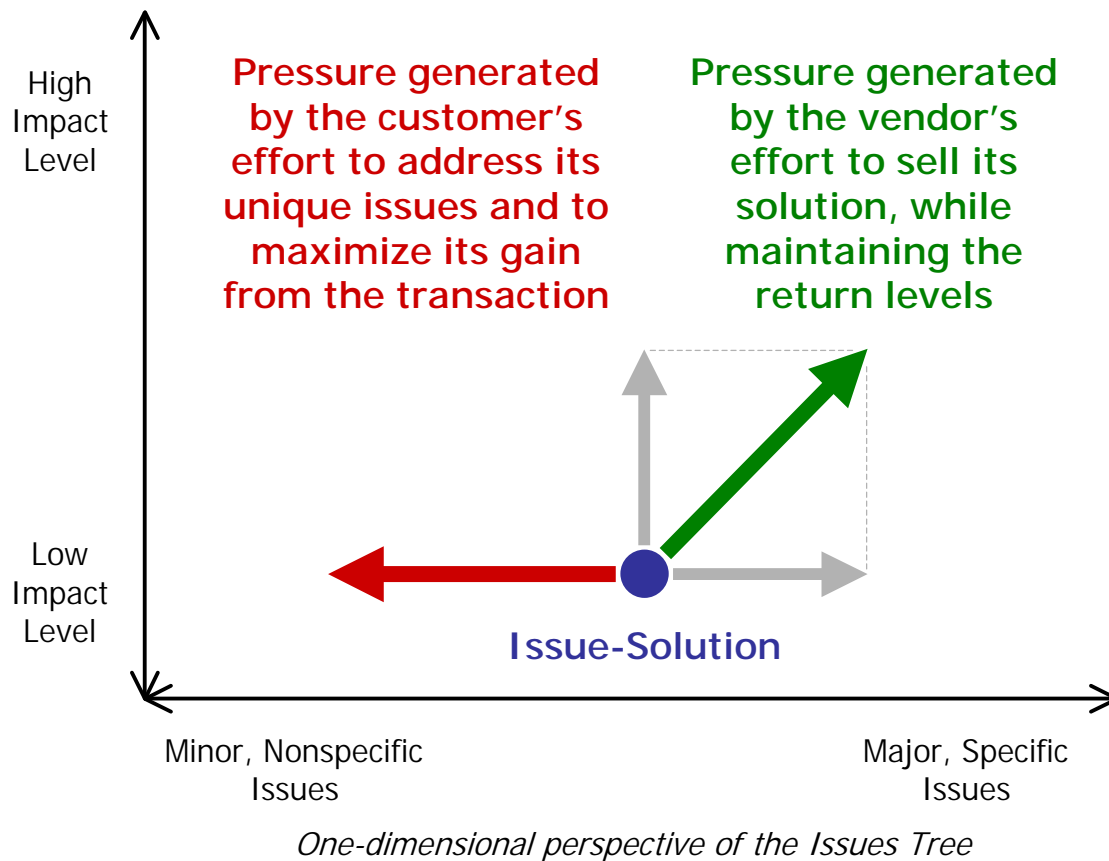 High
Impact
Level
Pressure generated
by the customer's
effort to address its
unique issues and to
maximize its gain
from the transaction
Pressure generated
by the vendor's
effort to sell its
solution, while
maintaining the
return levels
Low
Impact
Level
Issue-Solution
Minor, Nonspecific
Issues
Major, Specific
Issues
One-dimensional perspective of the Issues Tree